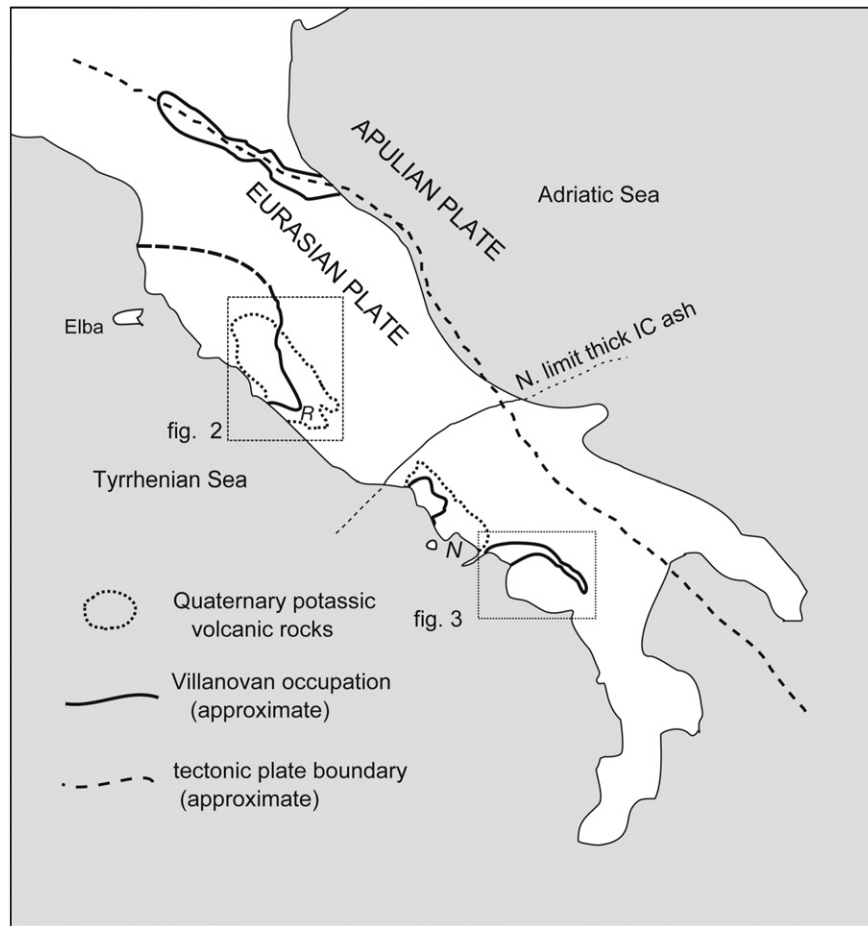 APULIAN PLATE
Adriatic Sea
EURASIAN PLATE
Elba
N. limit thick IC ash
R
fig. 2
Tyrrhenian Sea
N
fig. 3
Quaternary potassic
volcanic rocks
Villanovan occupation
(approximate)
tectonic plate boundary
(approximate)